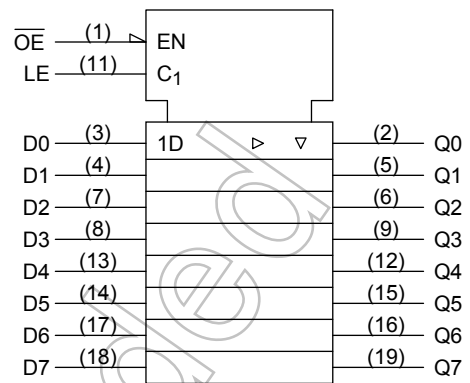 OE (1) EN
LE (11) C1
D0 (3) 1D (2) Q0
D1 (4) (5) Q1
D2 (7) (6) Q2
D3 (8) (9) Q3
D4 (13) (12) Q4
D5 (14) (15) Q5
D6 (17) (16) Q6
D7 (18) (19) Q7
ded